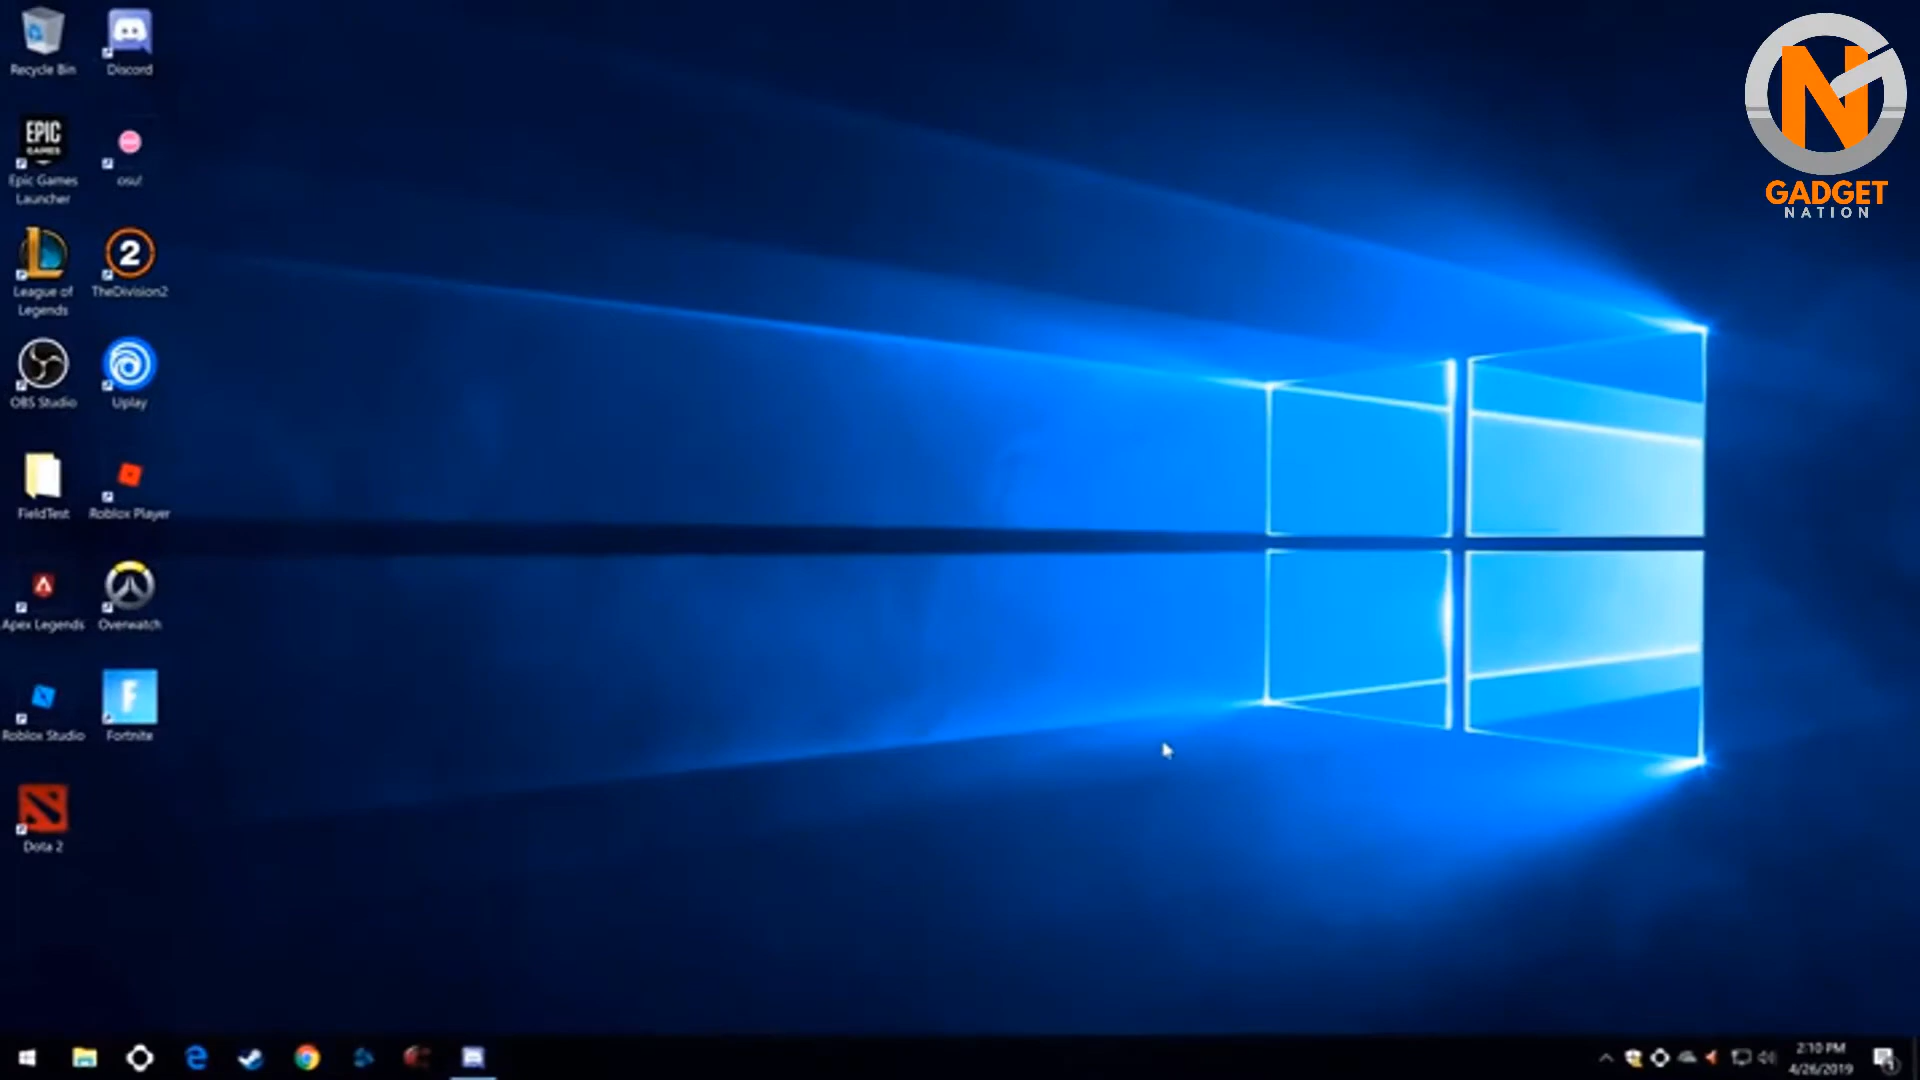 Recycle Bin
Discord
EPIC
GAMES
Epic Games
Launcher
osu!
League of
Legends
2
TheDivision2
OBS Studio
Uplay
FieldTest
Roblox Player
Apex Legends
Overwatch
Roblox Studio
F
Fortnite
Dota 2
N
GADGET
NATION
2:10 PM
4/26/2019